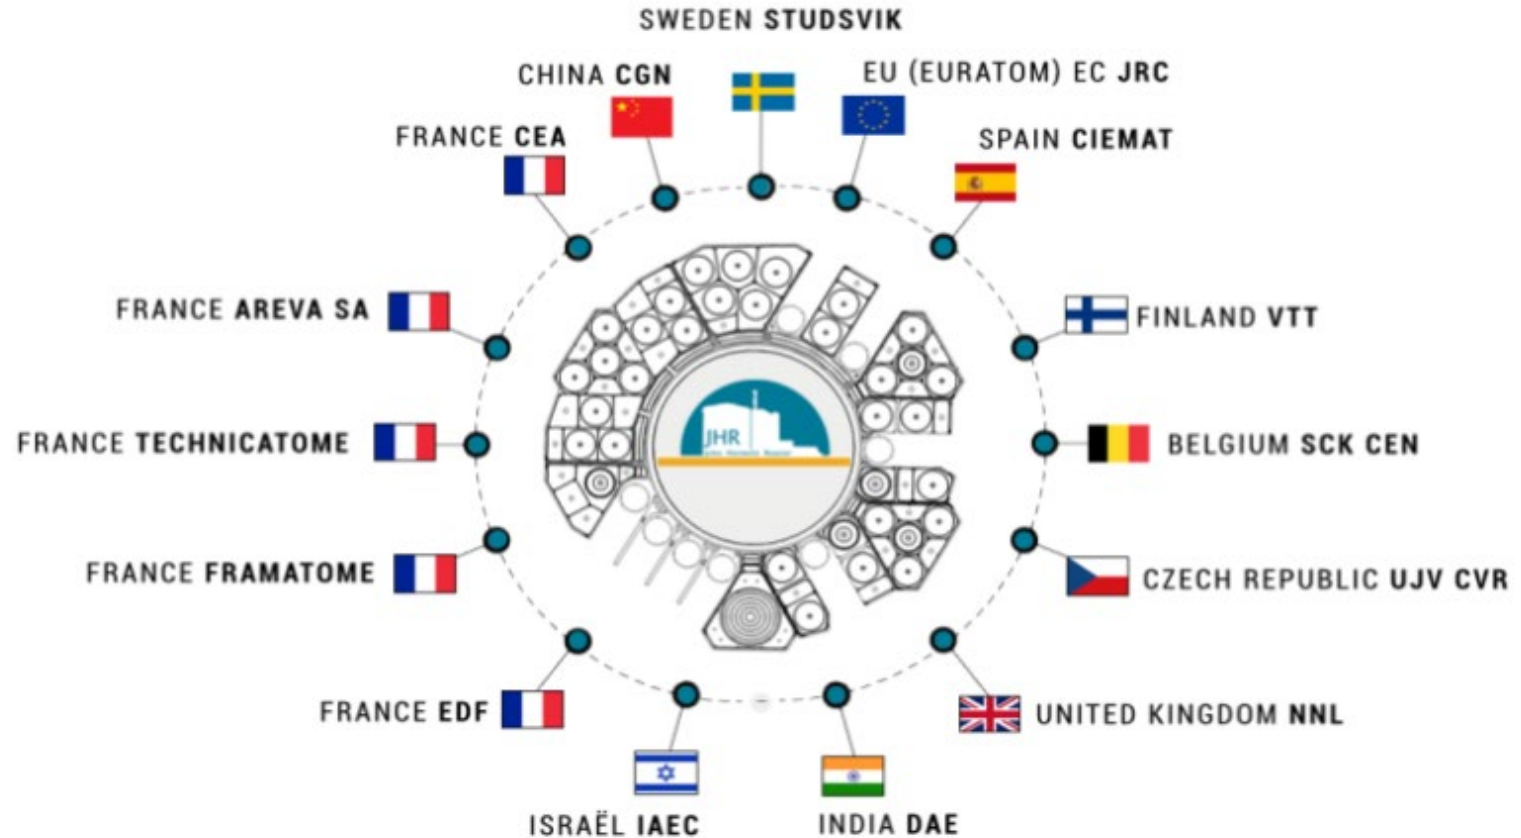 SWEDEN STUDSVIK
CHINA CGN
EU (EURATOM) EC JRC
FRANCE CEA
SPAIN CIEMAT
FRANCE AREVA SA
FINLAND VTT
JHR
FRANCE TECHNICATOME
BELGIUM SCK CEN
FRANCE FRAMATOME
CZECH REPUBLIC UJV CVR
FRANCE EDF
UNITED KINGDOM NNL
ISRAËL IAEC
INDIA DAE